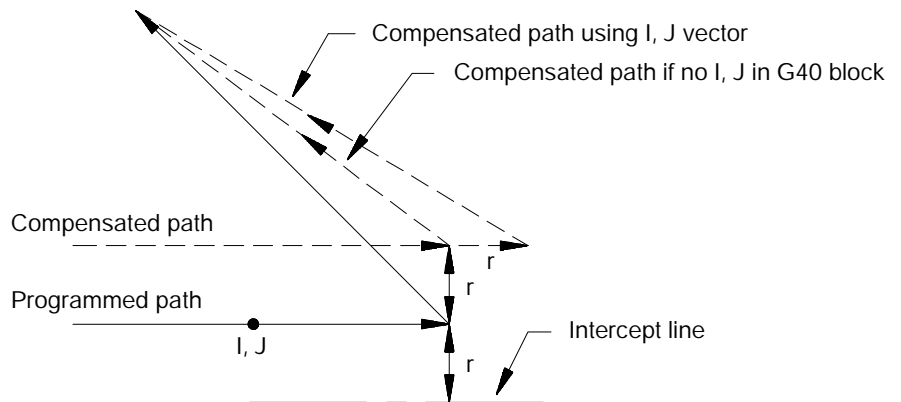 Compensated path using I, J vector
Compensated path if no I, J in G40 block
Compensated path
r
r
Programmed path
I, J
Intercept line
r